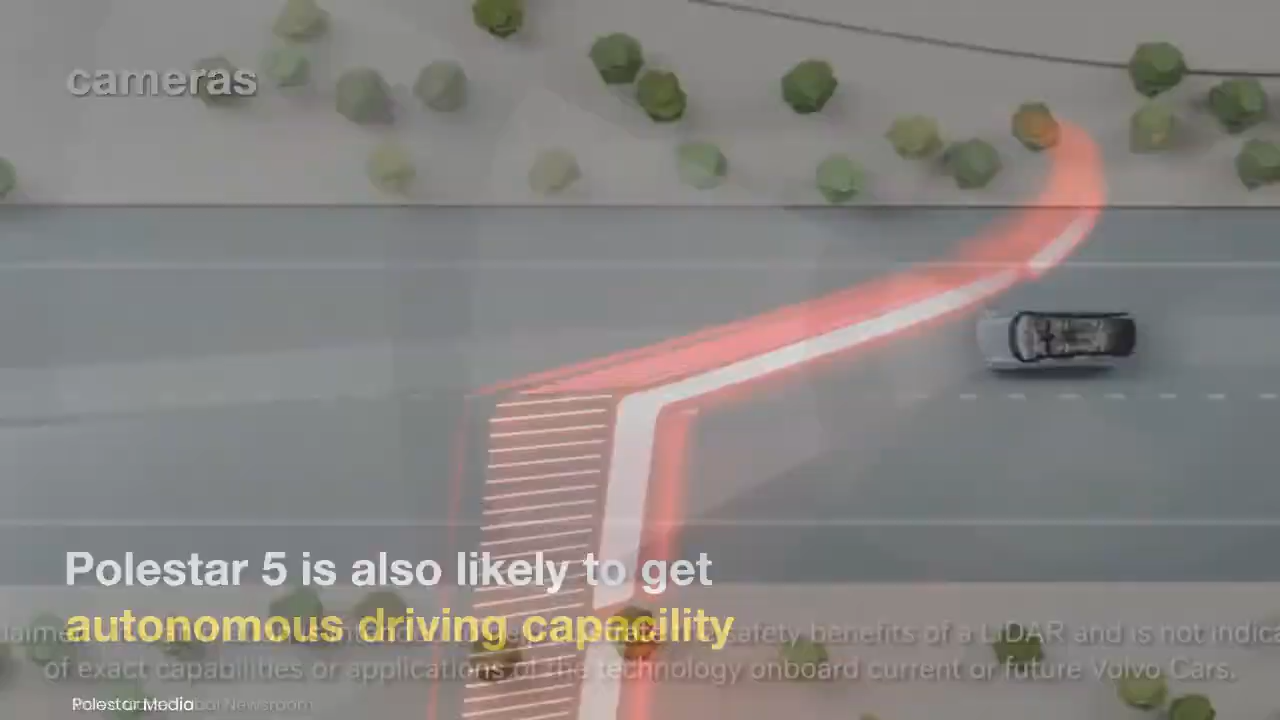 cameras
Polestar 5 is also likely to get
autonomous driving capacility
safety benefits of a LiDAR and is not
of exact capabilities or applications of the technology onboard current or future Volvo Cars.
Polestar Media
Newsroom